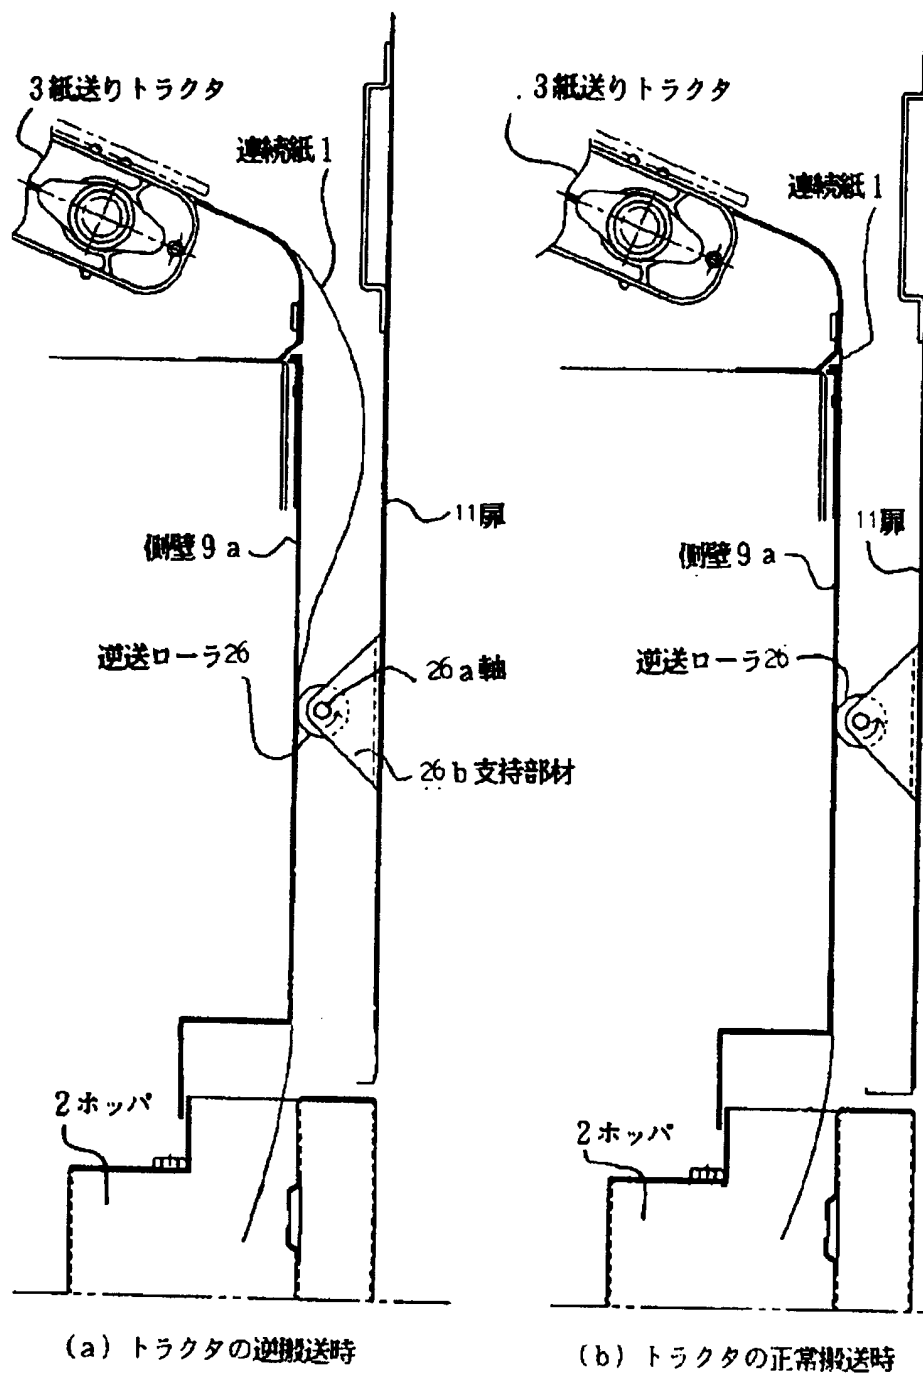 3紙送りトラクタ
連続紙1
11扉
側壁9a
逆送ローラ26
26a軸
26b支持部材
2ホッパ
(a)トラクタの逆搬送時
3紙送りトラクタ
連続紙1
11扉
側壁9a
逆送ローラ26
2ホッパ
(b)トラクタの正常搬送時